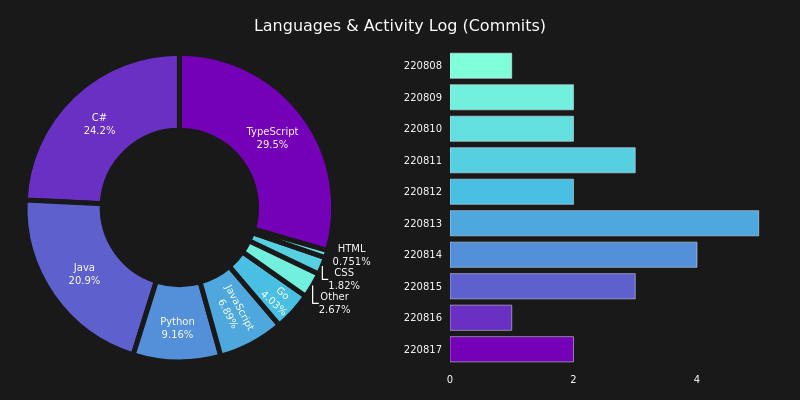 Languages & Activity Log (Commits)
TypeScript
29.5%
C#
24.2%
Java
20.9%
Python
9.16%
JavaScript
6.89%
Go
4.03%
HTML
0.751%
CSS
1.82%
Other
2.67%
220808
220809
220810
220811
220812
220813
220814
220815
220816
220817
0 2 4